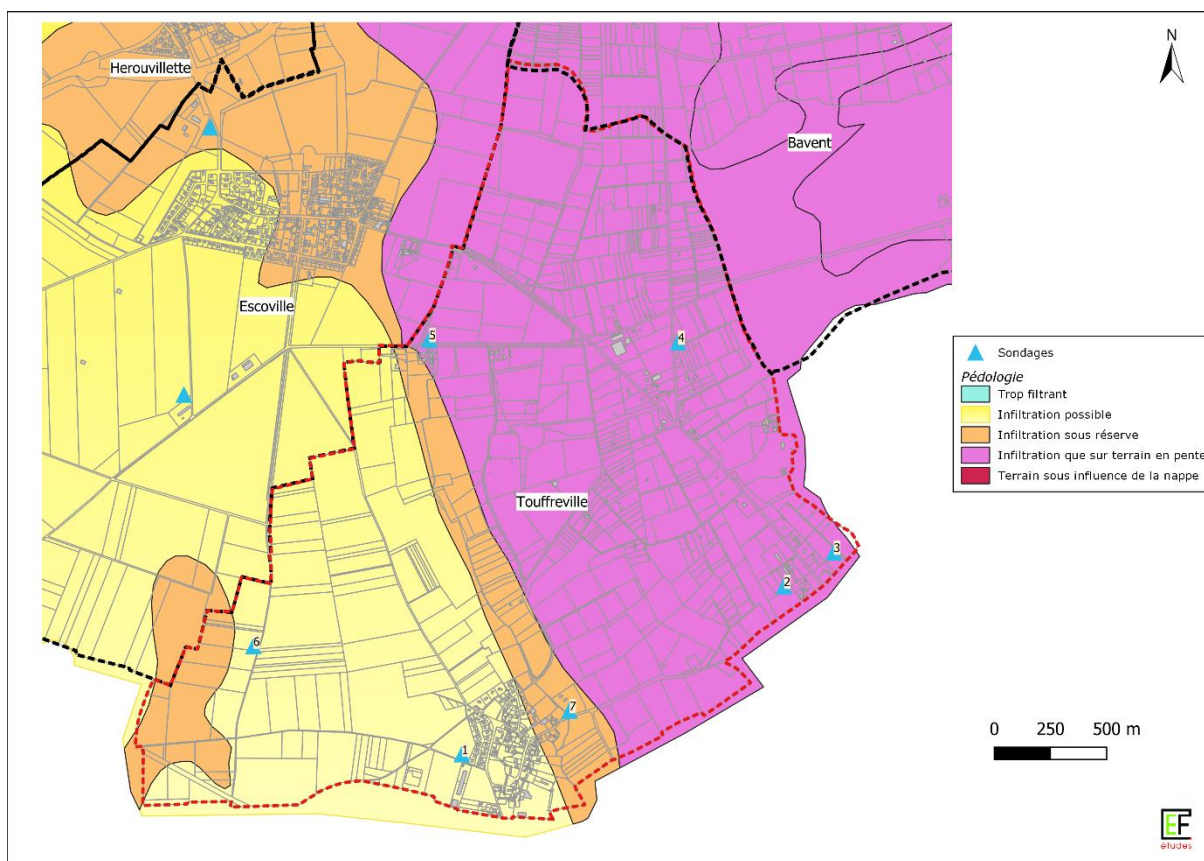 N
Herouvillette
Bavent
Escoville
5
4
Touffreville
3
2
6
7
1
Sondages
Pédologie
Trop filtrant
Infiltration possible
Infiltration sous réserve
Infiltration que sur terrain en pente
Terrain sous influence de la nappe
0 250 500 m
EF
études